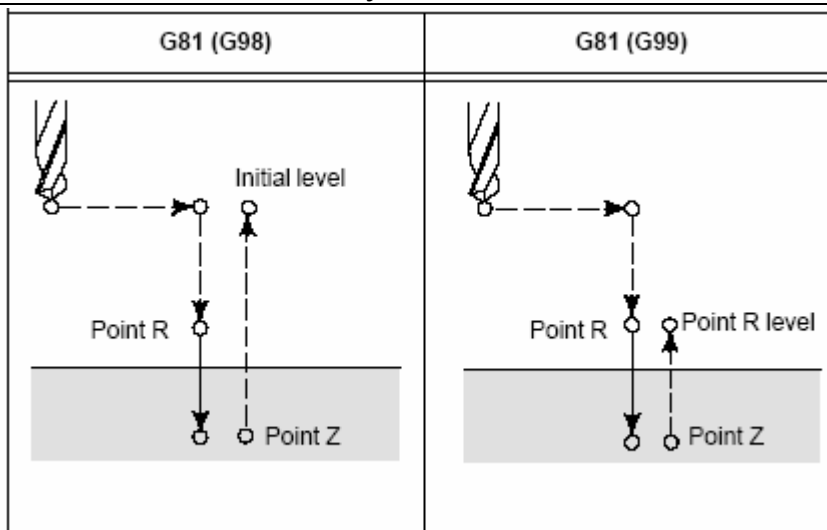 G81 (G98)
G81 (G99)
Initial level
Point R
Point Z
Point R
Point R level
Point Z